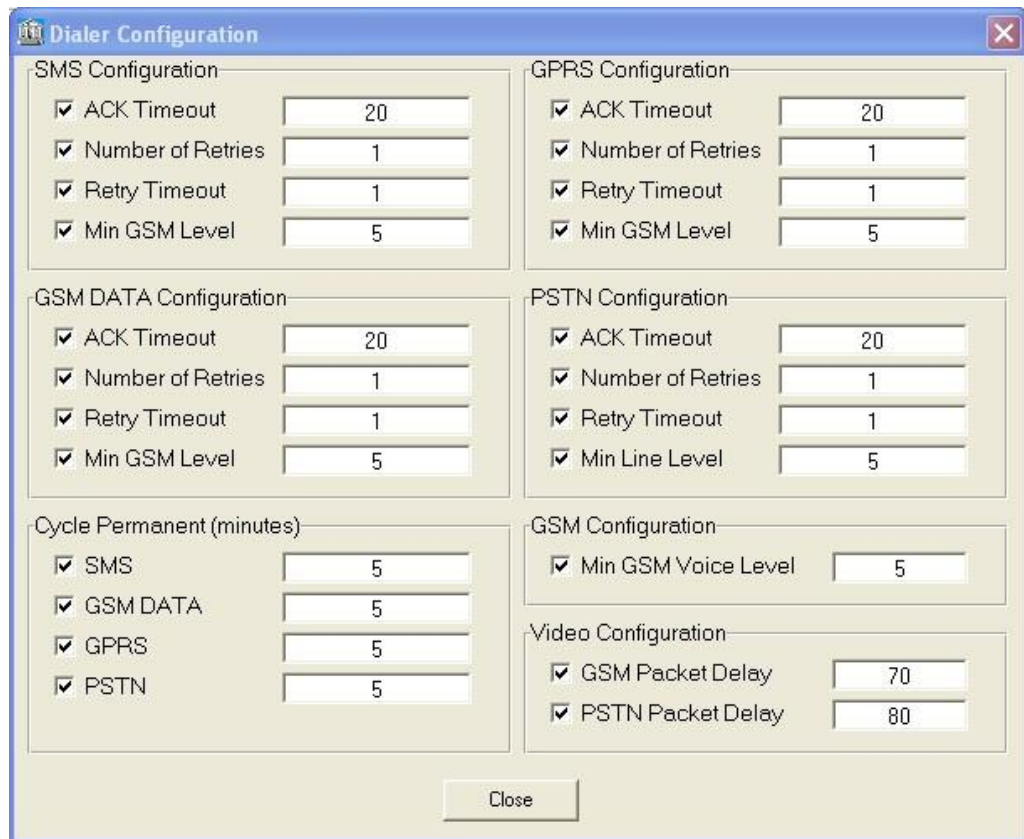 Dialer Configuration
SMS Configuration
ACK Timeout 20
Number of Retries 1
Retry Timeout 1
Min GSM Level 5
GPRS Configuration
ACK Timeout 20
Number of Retries 1
Retry Timeout 1
Min GSM Level 5
GSM DATA Configuration
ACK Timeout 20
Number of Retries 1
Retry Timeout 1
Min GSM Level 5
PSTN Configuration
ACK Timeout 20
Number of Retries 1
Retry Timeout 1
Min Line Level 5
Cycle Permanent (minutes)
SMS 5
GSM DATA 5
GPRS 5
PSTN 5
GSM Configuration
Min GSM Voice Level 5
Video Configuration
GSM Packet Delay 70
PSTN Packet Delay 80
Close